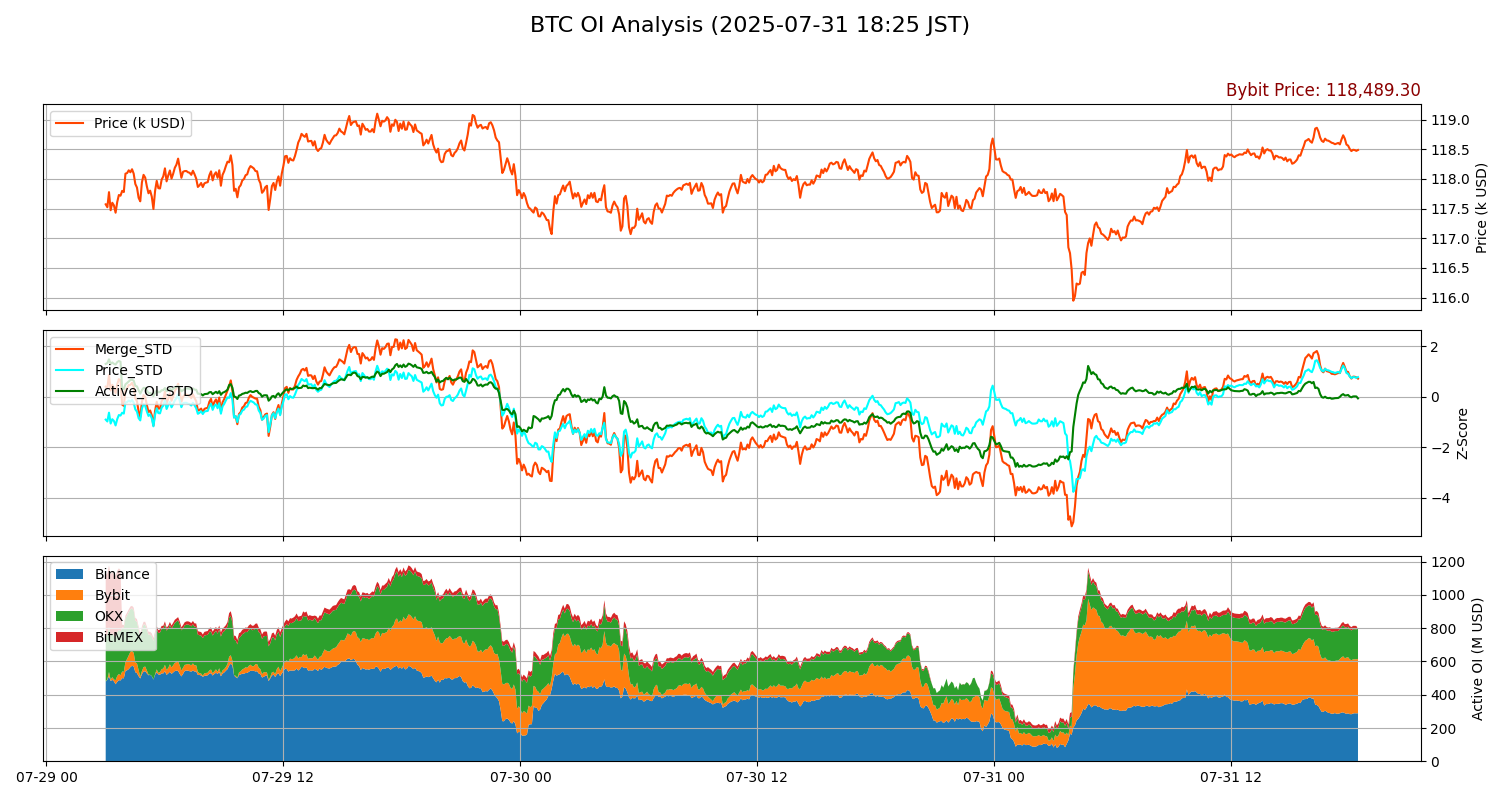 BTC OI Analysis (2025-07-31 18:25 JST)
Bybit Price: 118,489.30
Price (k USD)
119.0
118.5
118.0
117.5
117.0
116.5
116.0
Price (k USD)
Merge_STD
Price_STD
Active_OI_STD
2
0
−2
−4
Z-Score
Binance
Bybit
OKX
BitMEX
1200
1000
800
600
400
200
0
Active OI (M USD)
07-29 00
07-29 12
07-30 00
07-30 12
07-31 00
07-31 12